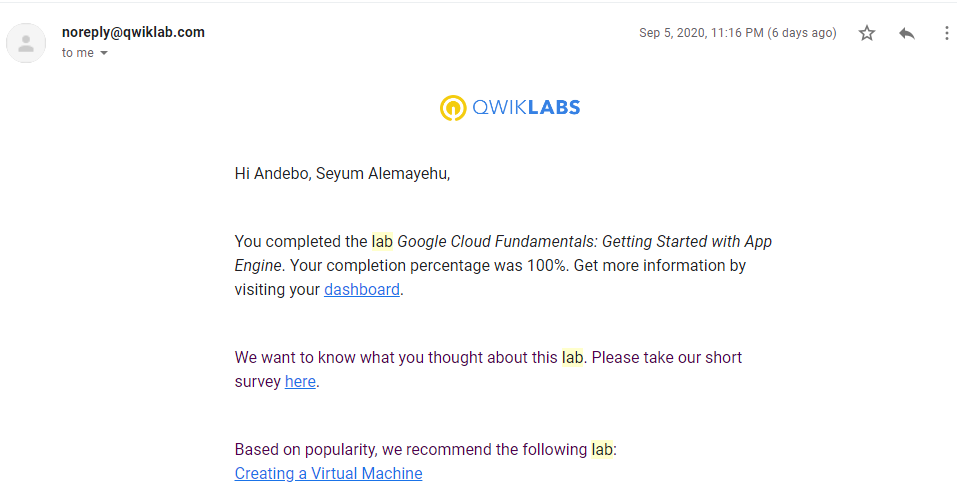 noreply@qwiklab.com
Sep 5, 2020, 11:16 PM (6 days ago)
to me
QWIKLABS
Hi Andebo, Seyum Alemayehu,
You completed the lab Google Cloud Fundamentals: Getting Started with App
Engine. Your completion percentage was 100%. Get more information by
visiting your dashboard.
We want to know what you thought about this lab. Please take our short
survey here.
Based on popularity, we recommend the following lab:
Creating a Virtual Machine